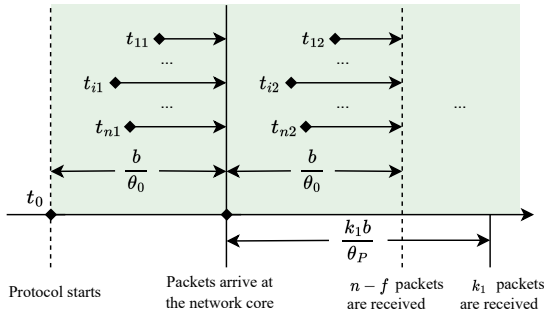 t₁₁
t₁₂
...
...
tᵢ₁
tᵢ₂
...
...
...
tₙ₁
tₙ₂
b/θ₀
b/θ₀
t₀
k₁b/θ_P
Protocol starts
Packets arrive at
the network core
n − f packets
are received
k₁ packets
are received